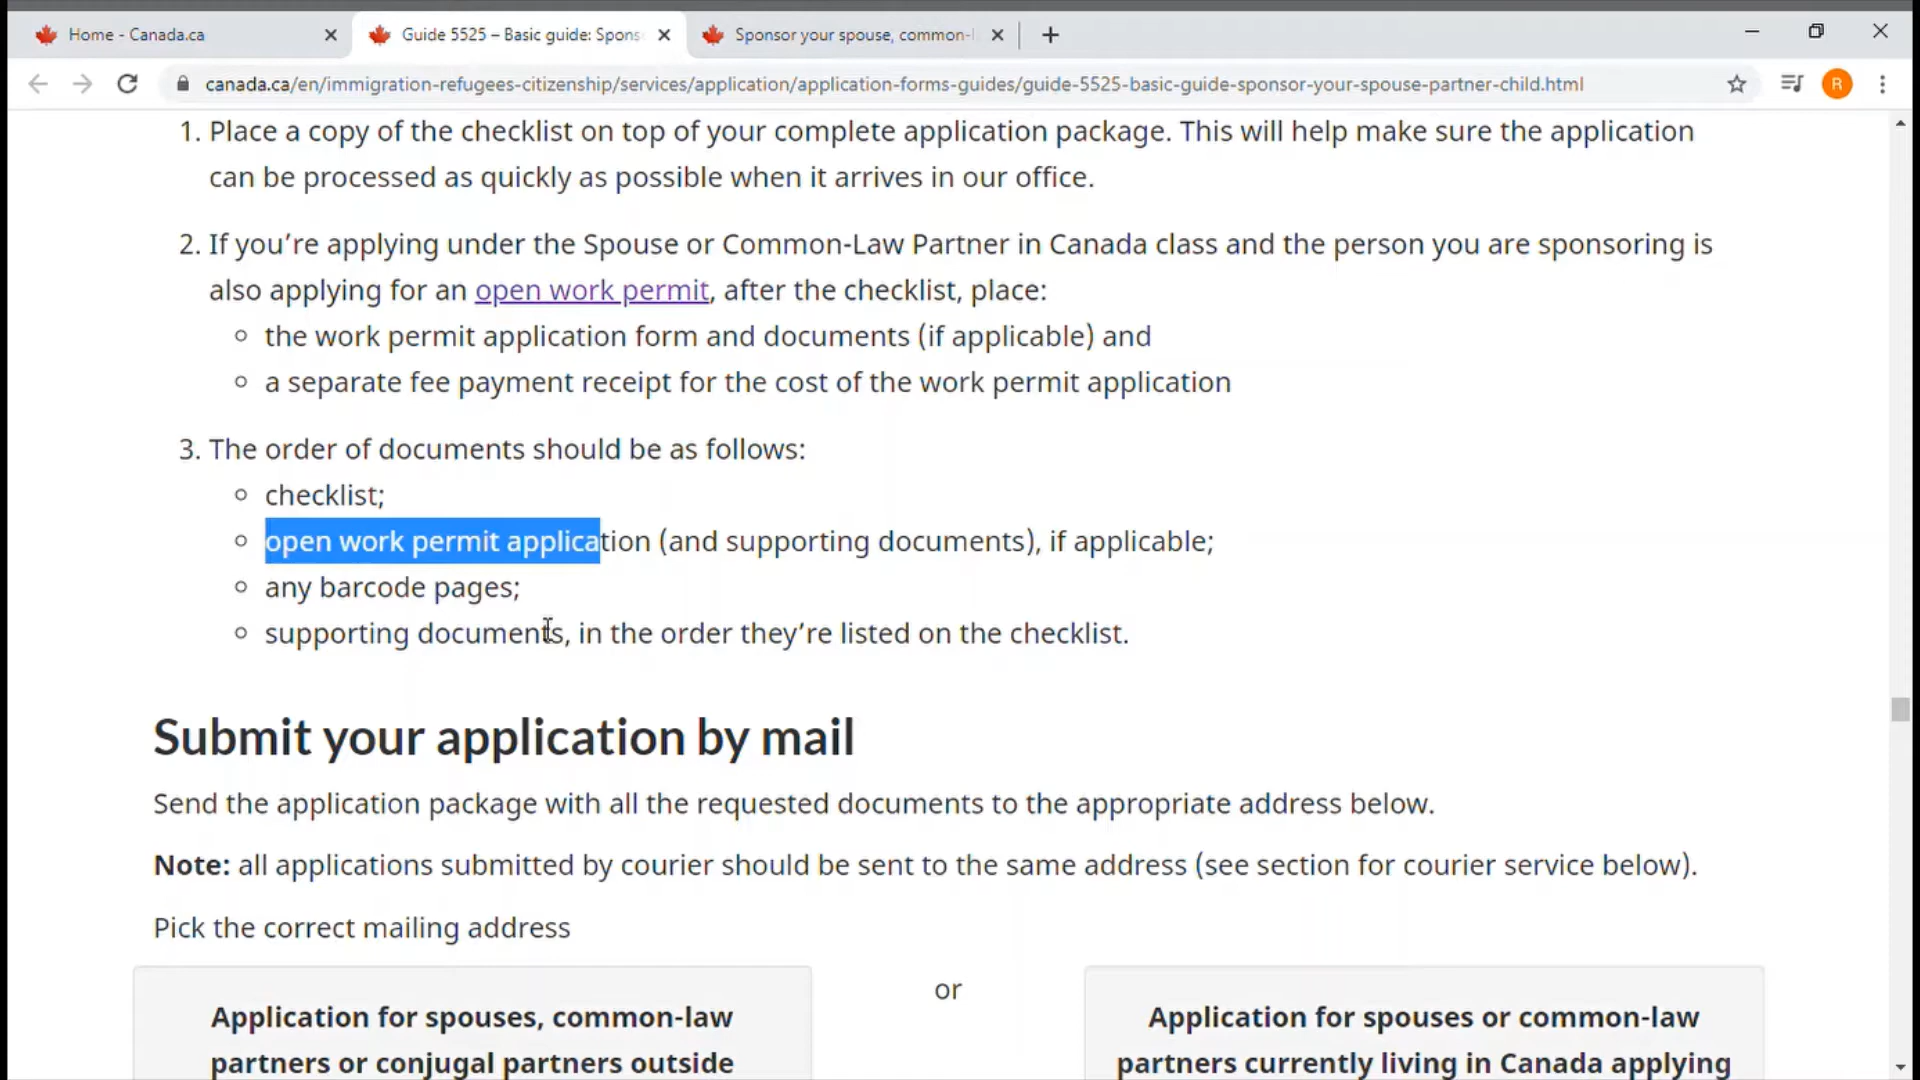 Home - Canada.ca
Guide 5525 – Basic guide: Spons
Sponsor your spouse, common-l
canada.ca/en/immigration-refugees-citizenship/services/application/application-forms-guides/guide-5525-basic-guide-sponsor-your-spouse-partner-child.html
R
1. Place a copy of the checklist on top of your complete application package. This will help make sure the application
can be processed as quickly as possible when it arrives in our office.
2. If you’re applying under the Spouse or Common-Law Partner in Canada class and the person you are sponsoring is
also applying for an open work permit, after the checklist, place:
the work permit application form and documents (if applicable) and
a separate fee payment receipt for the cost of the work permit application
3. The order of documents should be as follows:
checklist;
open work permit application (and supporting documents), if applicable;
any barcode pages;
supporting documents, in the order they’re listed on the checklist.
Submit your application by mail
Send the application package with all the requested documents to the appropriate address below.
Note: all applications submitted by courier should be sent to the same address (see section for courier service below).
Pick the correct mailing address
Application for spouses, common-law
partners or conjugal partners outside
or
Application for spouses or common-law
partners currently living in Canada applying